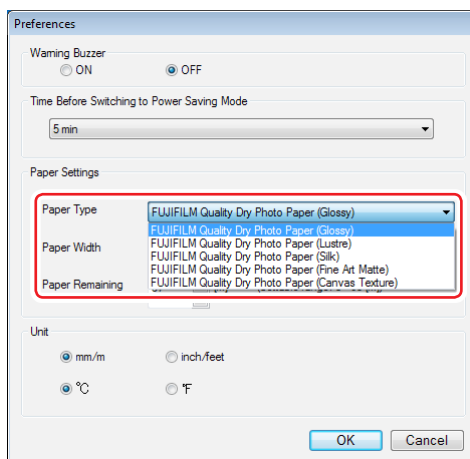 Preferences
Warning Buzzer
ON OFF
Time Before Switching to Power Saving Mode
5 min
Paper Settings
Paper Type FUJIFILM Quality Dry Photo Paper (Glossy)
FUJIFILM Quality Dry Photo Paper (Glossy)
FUJIFILM Quality Dry Photo Paper (Lustre)
Paper Width FUJIFILM Quality Dry Photo Paper (Silk)
FUJIFILM Quality Dry Photo Paper (Fine Art Matte)
Paper Remaining FUJIFILM Quality Dry Photo Paper (Canvas Texture)
Unit
mm/m inch/feet
°C °F
OK Cancel